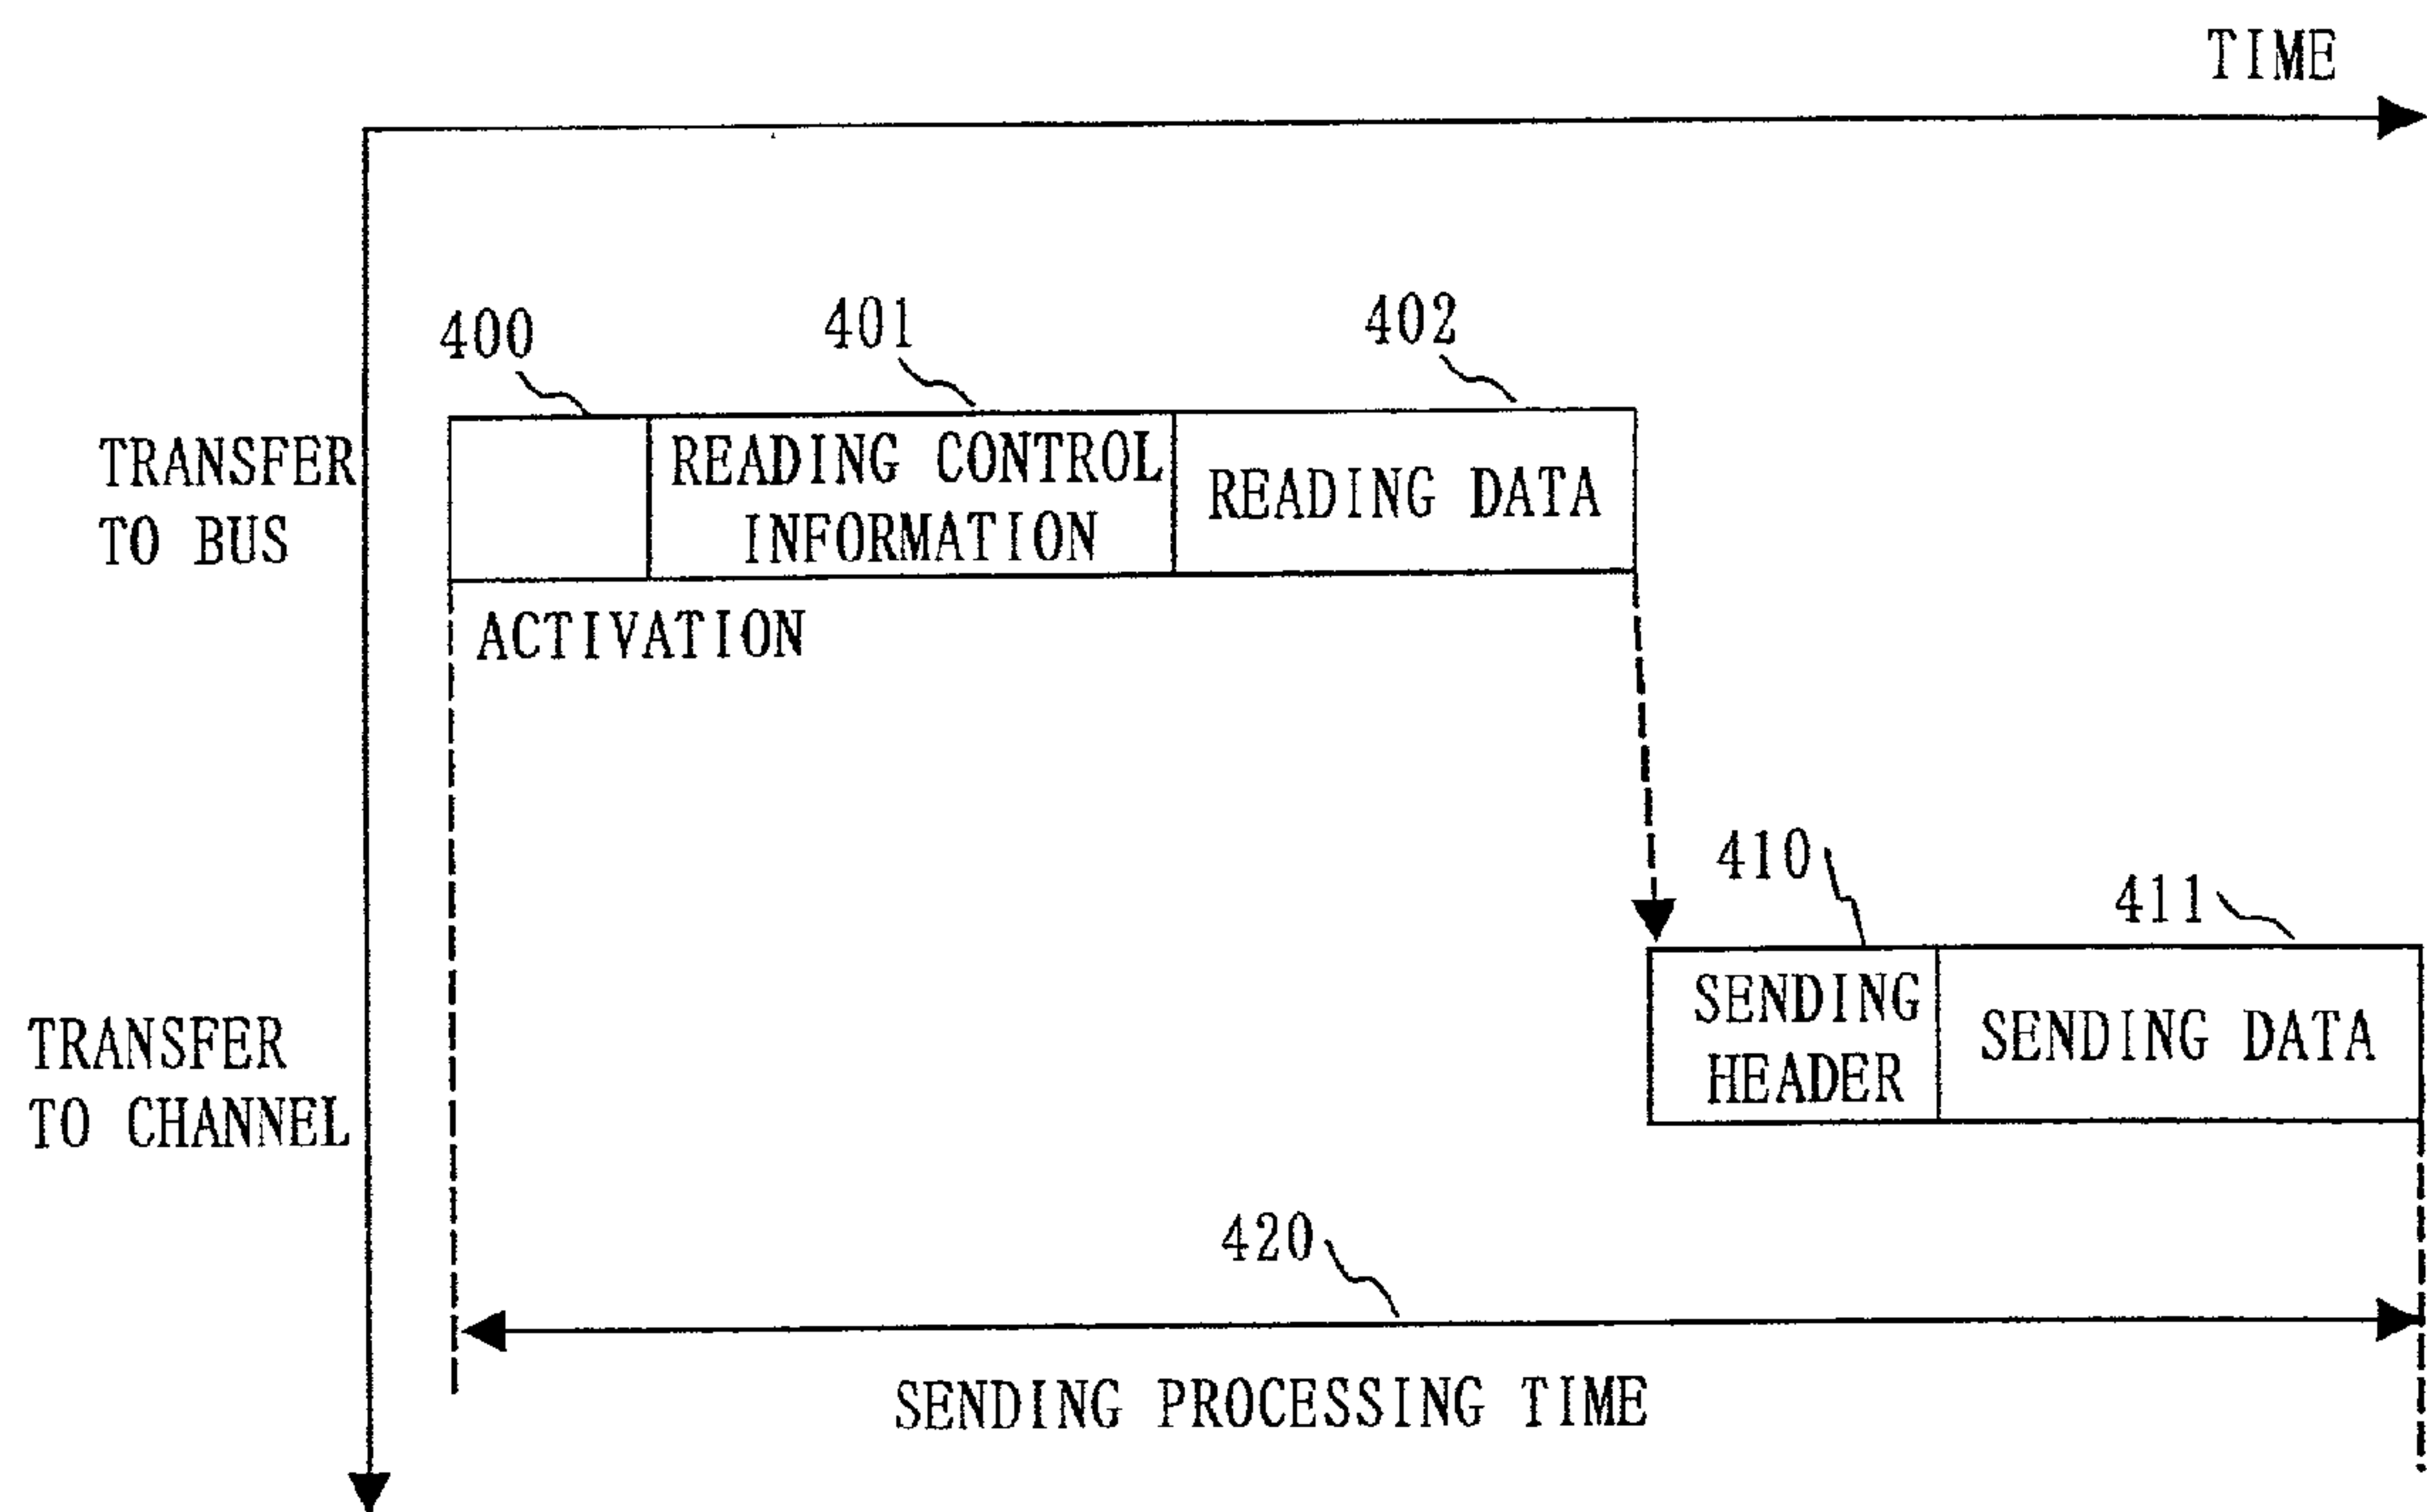 TIME
400
401
402
TRANSFER
TO BUS
READING CONTROL
INFORMATION
READING DATA
ACTIVATION
410
411
TRANSFER
TO CHANNEL
SENDING
HEADER
SENDING DATA
420
SENDING PROCESSING TIME